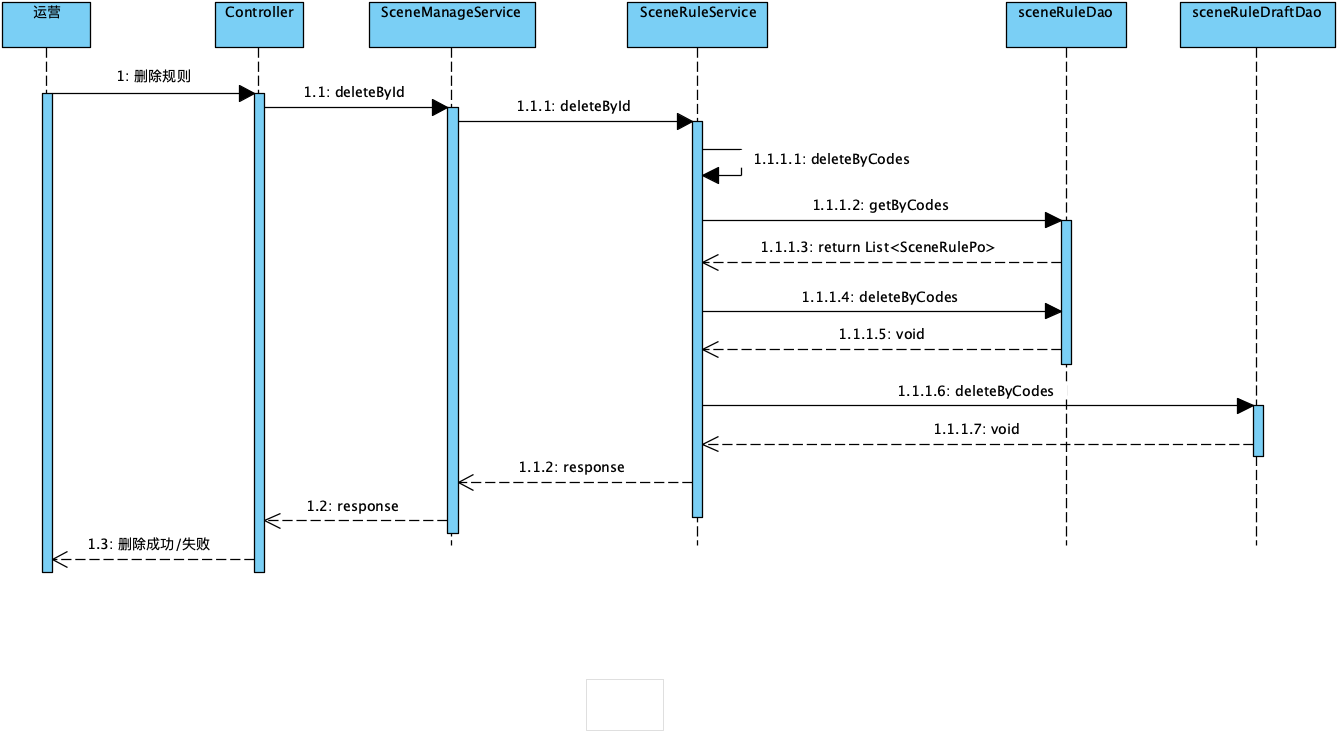 运营
Controller
SceneManageService
SceneRuleService
sceneRuleDao
sceneRuleDraftDao
1: 删除规则
1.1: deleteById
1.1.1: deleteById
1.1.1.1: deleteByCodes
1.1.1.2: getByCodes
1.1.1.3: return List<SceneRulePo>
1.1.1.4: deleteByCodes
1.1.1.5: void
1.1.1.6: deleteByCodes
1.1.1.7: void
1.1.2: response
1.2: response
1.3: 删除成功/失败